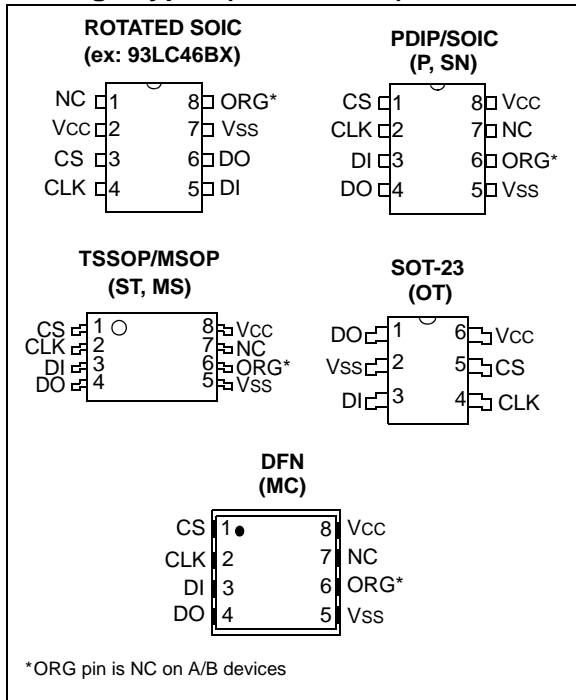 ROTATED SOIC
(ex: 93LC46BX)
NC 1 8 ORG*
Vcc 2 7 Vss
CS 3 6 DO
CLK 4 5 DI
PDIP/SOIC
(P, SN)
CS 1 8 Vcc
CLK 2 7 NC
DI 3 6 ORG*
DO 4 5 Vss
TSSOP/MSOP
(ST, MS)
CS 1 8 Vcc
CLK 2 7 NC
DI 3 6 ORG*
DO 4 5 Vss
SOT-23
(OT)
DO 1 6 Vcc
Vss 2 5 CS
DI 3 4 CLK
DFN
(MC)
CS 1 8 Vcc
CLK 2 7 NC
DI 3 6 ORG*
DO 4 5 Vss
*ORG pin is NC on A/B devices